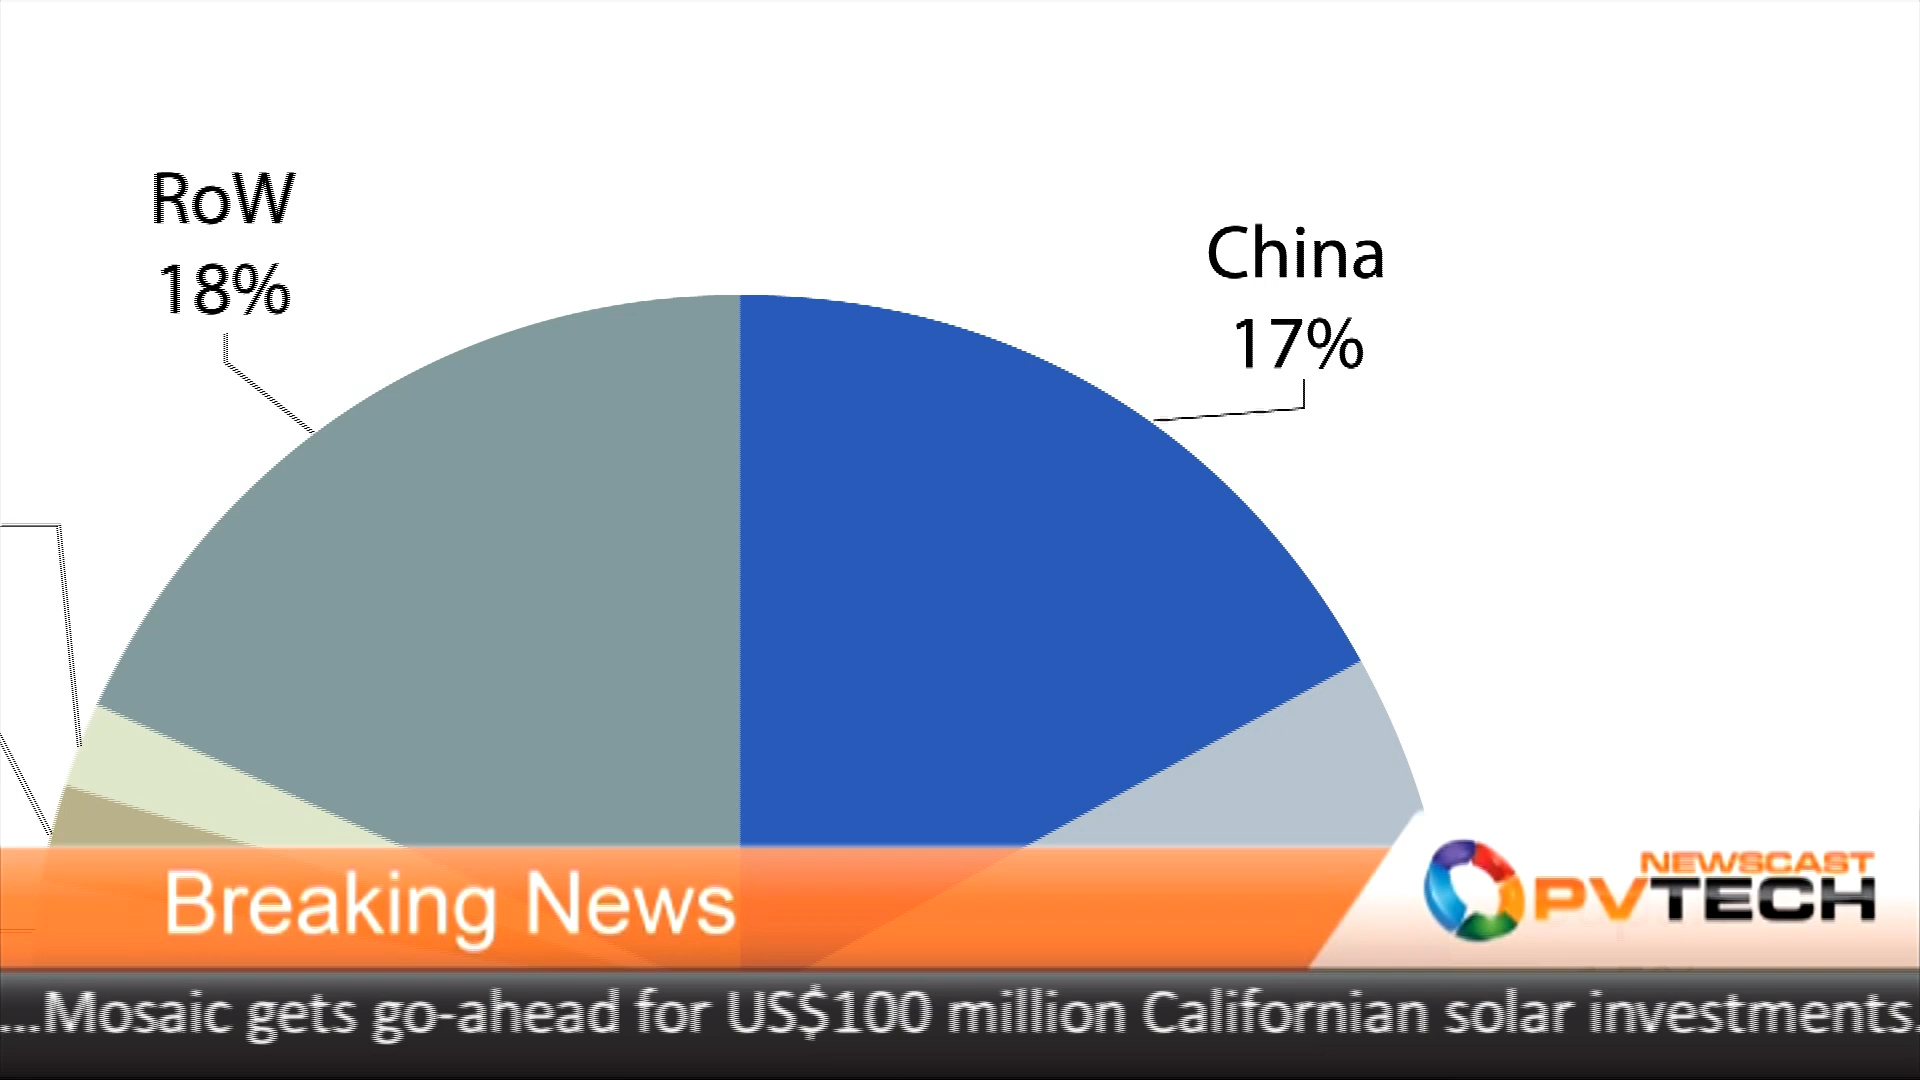 RoW
18%
China
17%
Breaking News
NEWSCAST
PVTECH
...Mosaic gets go-ahead for US$100 million Californian solar investments.